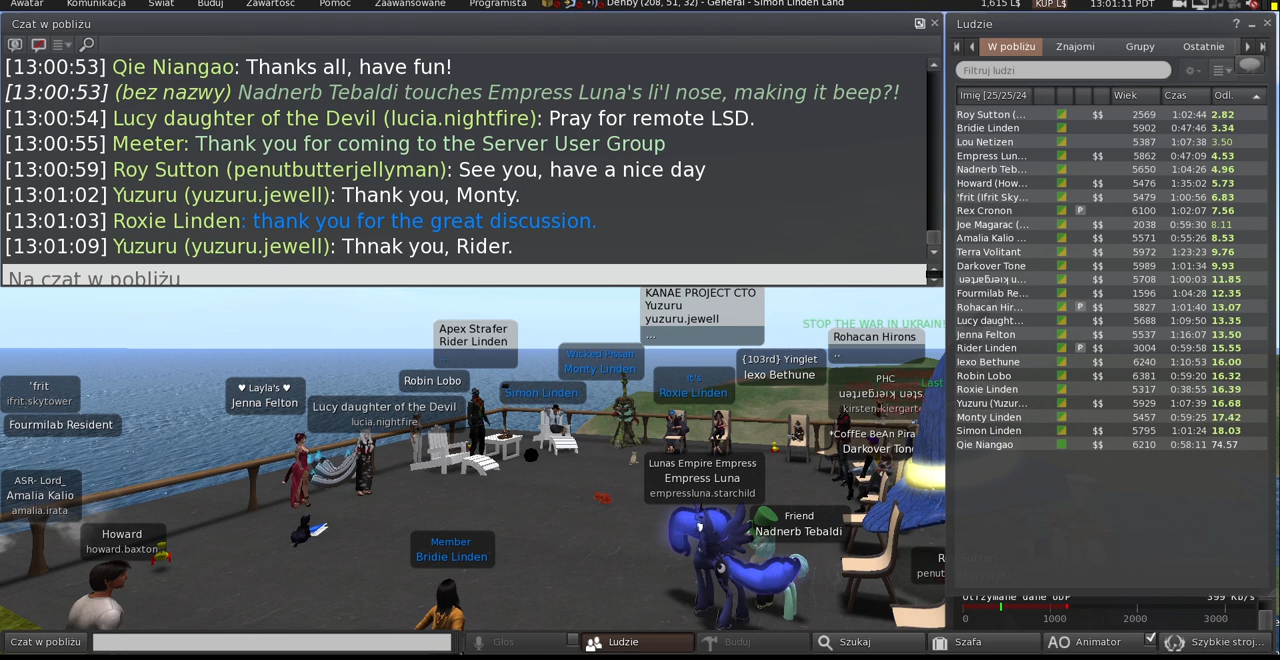 Awatar Komunikacja Świat Buduj Zawartość Pomoc Zaawansowane Programista
Denby (208, 51, 32) - General - Simon Linden Land
1,615 L$ KUP L$ 13:01:11 PDT
Czat w pobliżu
[13:00:53] Qie Niangao: Thanks all, have fun!
[13:00:53] (bez nazwy) Nadnerb Tebaldi touches Empress Luna's li'l nose, making it beep?!
[13:00:54] Lucy daughter of the Devil (lucia.nightfire): Pray for remote LSD.
[13:00:55] Meeter: Thank you for coming to the Server User Group
[13:00:59] Roy Sutton (penutbutterjellyman): See you, have a nice day
[13:01:02] Yuzuru (yuzuru.jewell): Thank you, Monty.
[13:01:03] Roxie Linden: thank you for the great discussion.
[13:01:09] Yuzuru (yuzuru.jewell): Thnak you, Rider.
Na czat w pobliżu
KANAE PROJECT CTO
Yuzuru
yuzuru.jewell
...
STOP THE WAR IN UKRAIN
Apex Strafer
Rider Linden
Rohacan Hirons
..
Wicked Pissah
Monty Linden
{103rd} Yinglet
Iexo Bethune
'frit
ifrit.skytower
♥ Layla's ♥
Jenna Felton
Robin Lobo
Simon Linden
It's
Roxie Linden
PHC
kirsten.kiergarte
Last
Lucy daughter of the Devil
lucia.nightfire
Fourmilab Resident
*CoffEe BeAn Pira
Darkover Ton
Lunas Empire Empress
Empress Luna
empressluna.starchild
ASR- Lord_
Amalia Kalio
amalia.irata
Friend
Nadnerb Tebaldi
Howard
howard.baxton
Member
Bridie Linden
penut
Ludzie
? _ ×
W pobliżu Znajomi Grupy Ostatnie
Filtruj ludzi
Imię [25/25/24 Wiek Czas Odl.
Roy Sutton (... $$ 2569 1:02:44 2.82
Bridie Linden 5902 0:47:46 3.34
Lou Netizen 5387 1:07:38 3.50
Empress Lun... $$ 5862 0:47:09 4.53
Nadnerb Teb... 5650 1:04:26 4.96
Howard (How... $$ 5476 1:35:02 5.73
'frit (Ifrit Sky... $$ 5479 1:00:56 6.83
Rex Cronon P 6100 1:02:07 7.56
Joe Magarac (... $$ 2038 0:59:30 8.11
Amalia Kalio ... $$ 5571 0:55:26 8.53
Terra Volitant $$ 5972 1:23:23 9.76
Darkover Tone $$ 5989 1:01:34 9.93
$$ 5708 1:00:03 11.85
Fourmilab Re... $$ 1596 1:04:28 12.35
Rohacan Hir... P $$ 5827 1:01:40 13.07
Lucy daught... $$ 5688 1:09:50 13.35
Jenna Felton $$ 5537 1:16:07 13.50
Rider Linden P $$ 3004 0:59:58 15.55
Iexo Bethune $$ 6240 1:10:53 16.00
Robin Lobo $$ 6381 0:59:20 16.32
Roxie Linden 5317 0:38:55 16.39
Yuzuru (Yuzur... $$ 5929 1:07:39 16.68
Monty Linden 5457 0:59:25 17.42
Simon Linden $$ 5795 1:01:24 18.03
Qie Niangao $$ 6210 0:58:11 74.57
Otrzymane dane UDP 399 Kb/s
0 1000 2000 3000
Czat w pobliżu Głos Ludzie Buduj Szukaj Szafa AO Animator Szybkie stroj...